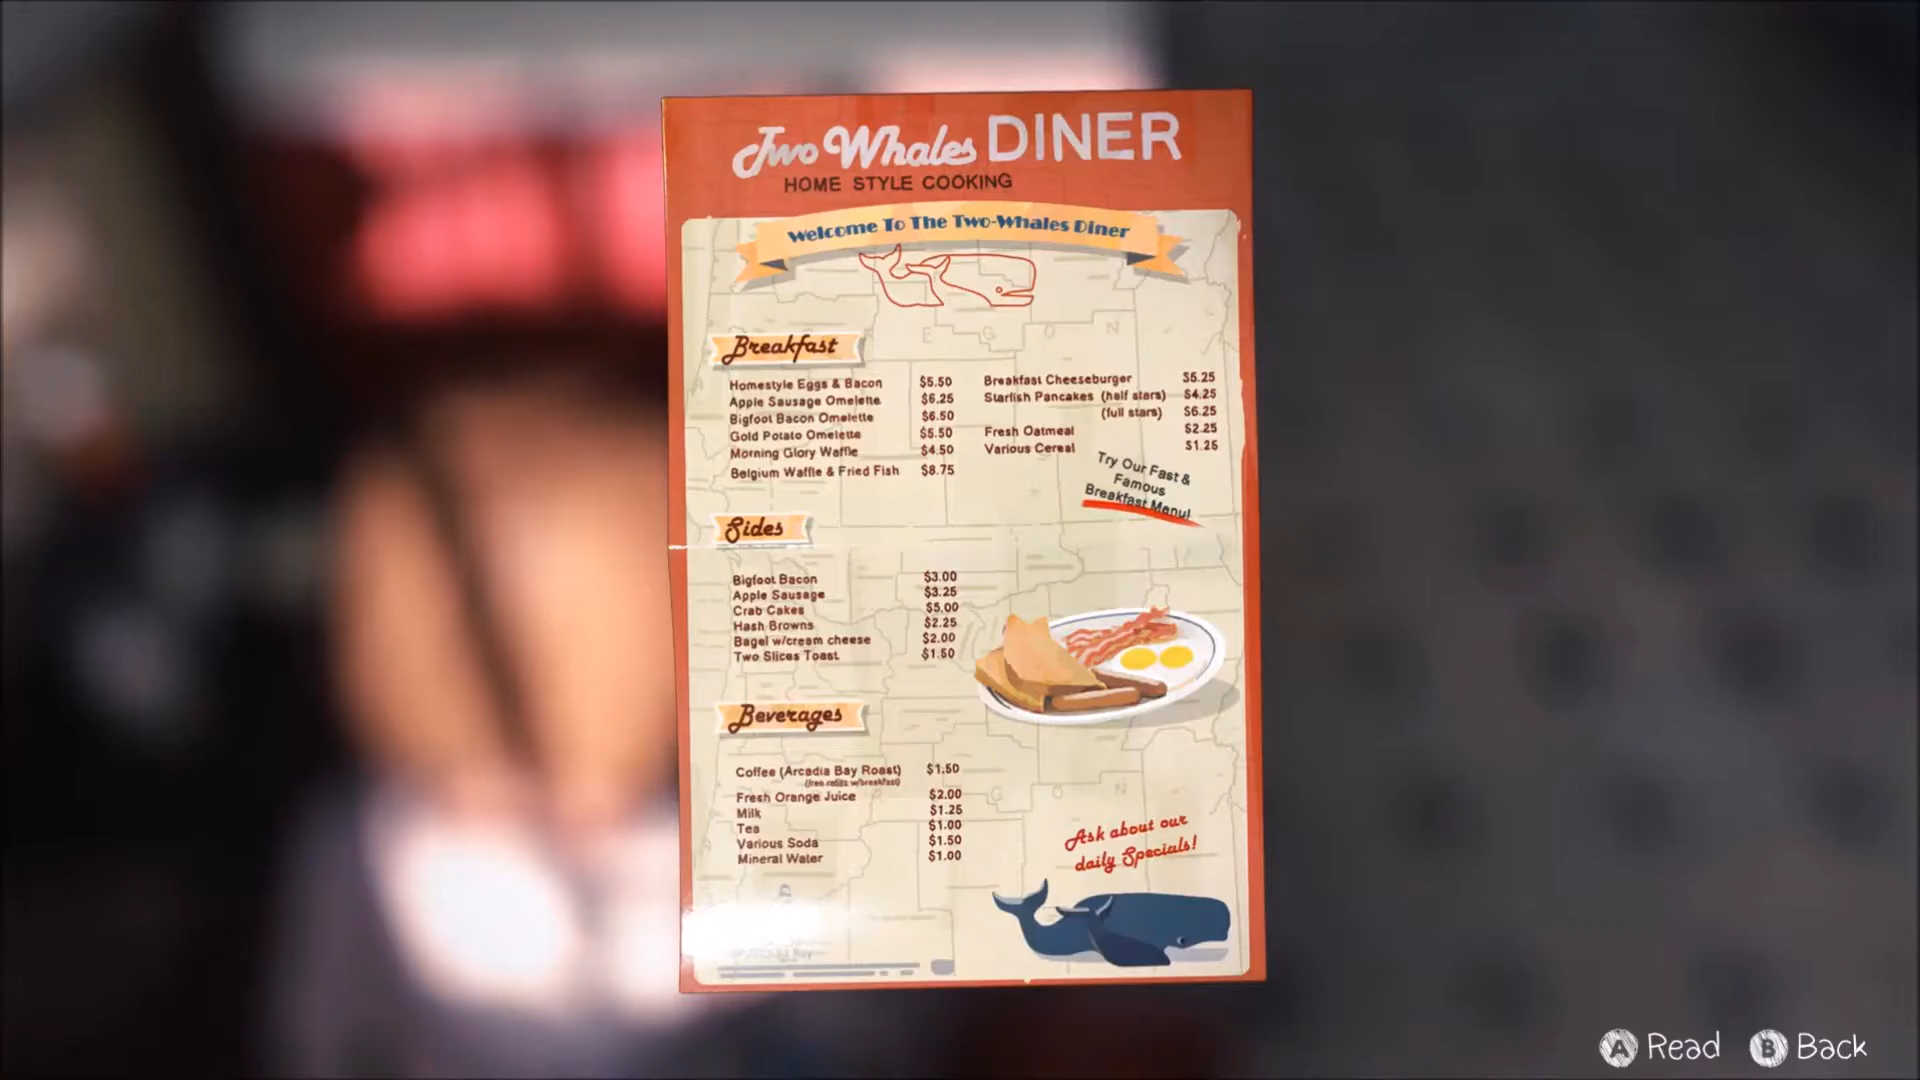 Two Whales DINER
HOME STYLE COOKING
Welcome To The Two-Whales Diner
E G O N
Breakfast
Homestyle Eggs & Bacon $5.50
Apple Sausage Omelette $6.25
Bigfoot Bacon Omelette $6.50
Gold Potato Omelette $5.50
Morning Glory Waffle $4.50
Belgium Waffle & Fried Fish $8.75
Breakfast Cheeseburger $5.25
Starfish Pancakes (half stars) $4.25
(full stars) $6.25
Fresh Oatmeal $2.25
Various Cereal $1.25
Try Our Fast &
Famous
Breakfast Menu!
Sides
Bigfoot Bacon $3.00
Apple Sausage $3.25
Crab Cakes $5.00
Hash Browns $2.25
Bagel w/cream cheese $2.00
Two Slices Toast $1.50
Beverages
Coffee (Arcadia Bay Roast) $1.50
(free refills w/breakfast)
Fresh Orange Juice $2.00
Milk $1.25
Tea $1.00
Various Soda $1.50
Mineral Water $1.00
G O N
Ask about our
daily Specials!
A Read B Back